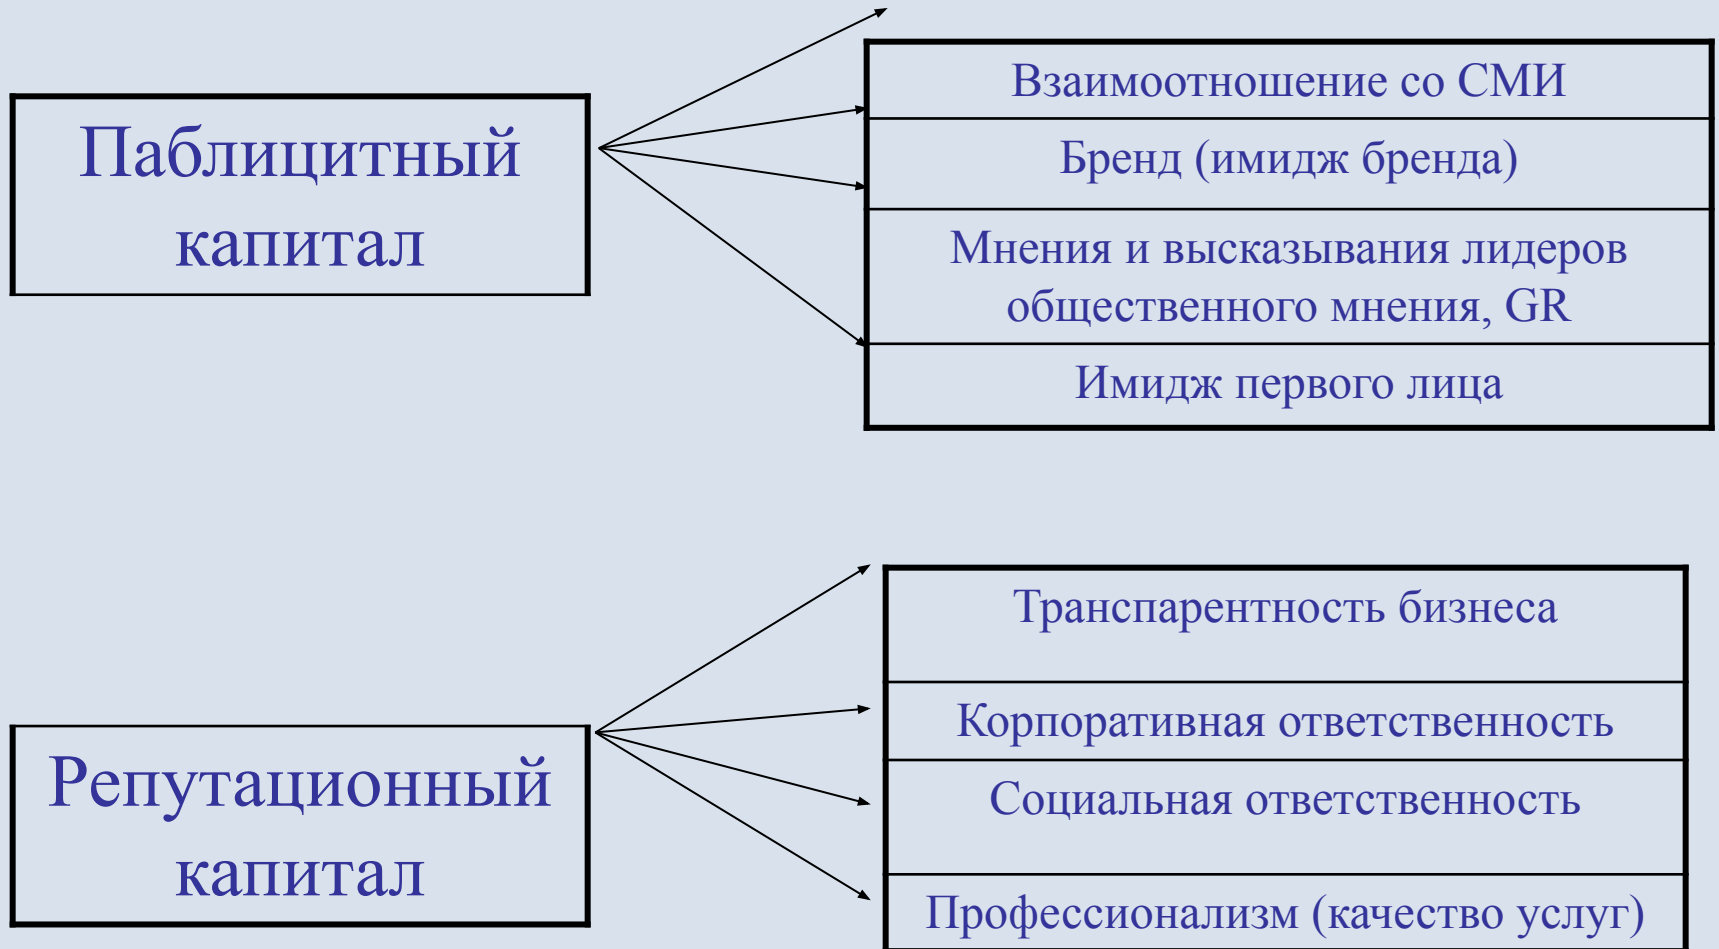 Паблицитный
капитал
Взаимоотношение со СМИ
Бренд (имидж бренда)
Мнения и высказывания лидеров
общественного мнения, GR
Имидж первого лица
Репутационный
капитал
Транспарентность бизнеса
Корпоративная ответственность
Социальная ответственность
Профессионализм (качество услуг)